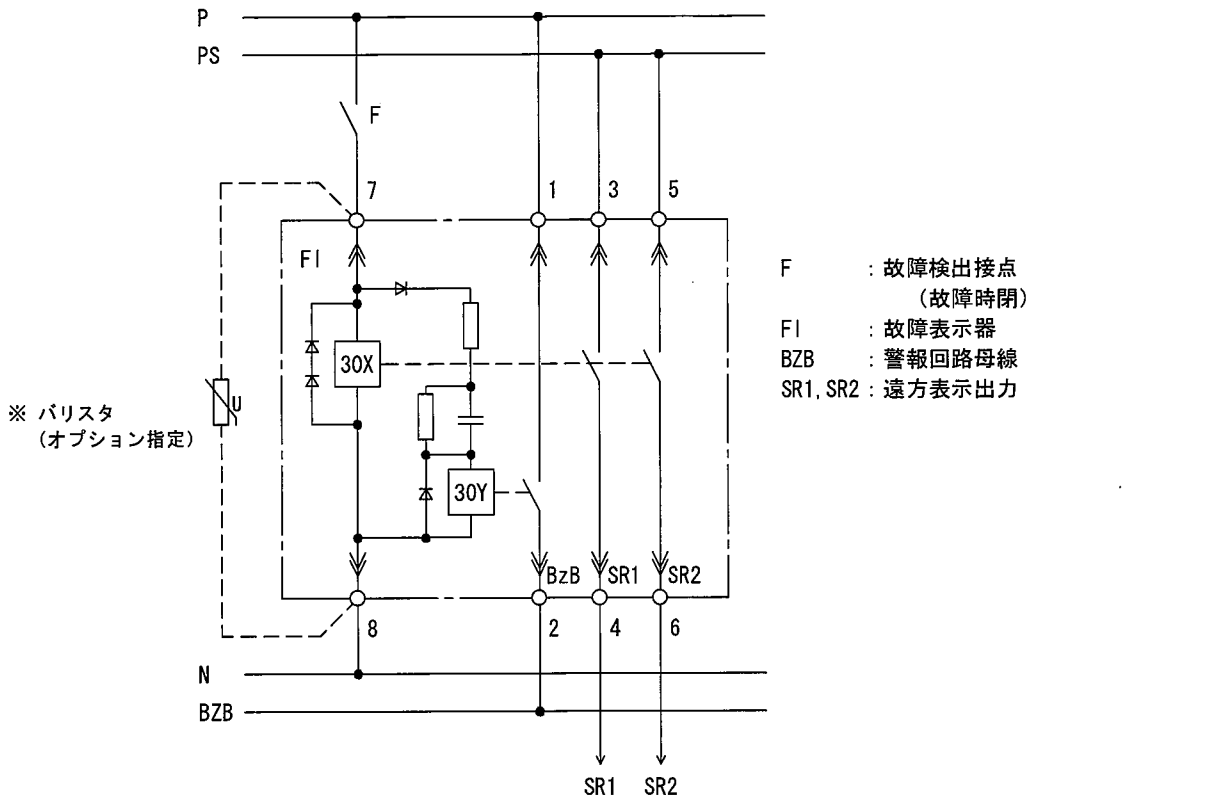 P
PS
F
7
1
3
5
FI
30X
U
※ バリスタ
(オプション指定)
30Y
BzB
SR1
SR2
8
2
4
6
N
BZB
SR1
SR2
F : 故障検出接点
(故障時閉)
FI : 故障表示器
BZB : 警報回路母線
SR1, SR2 : 遠方表示出力